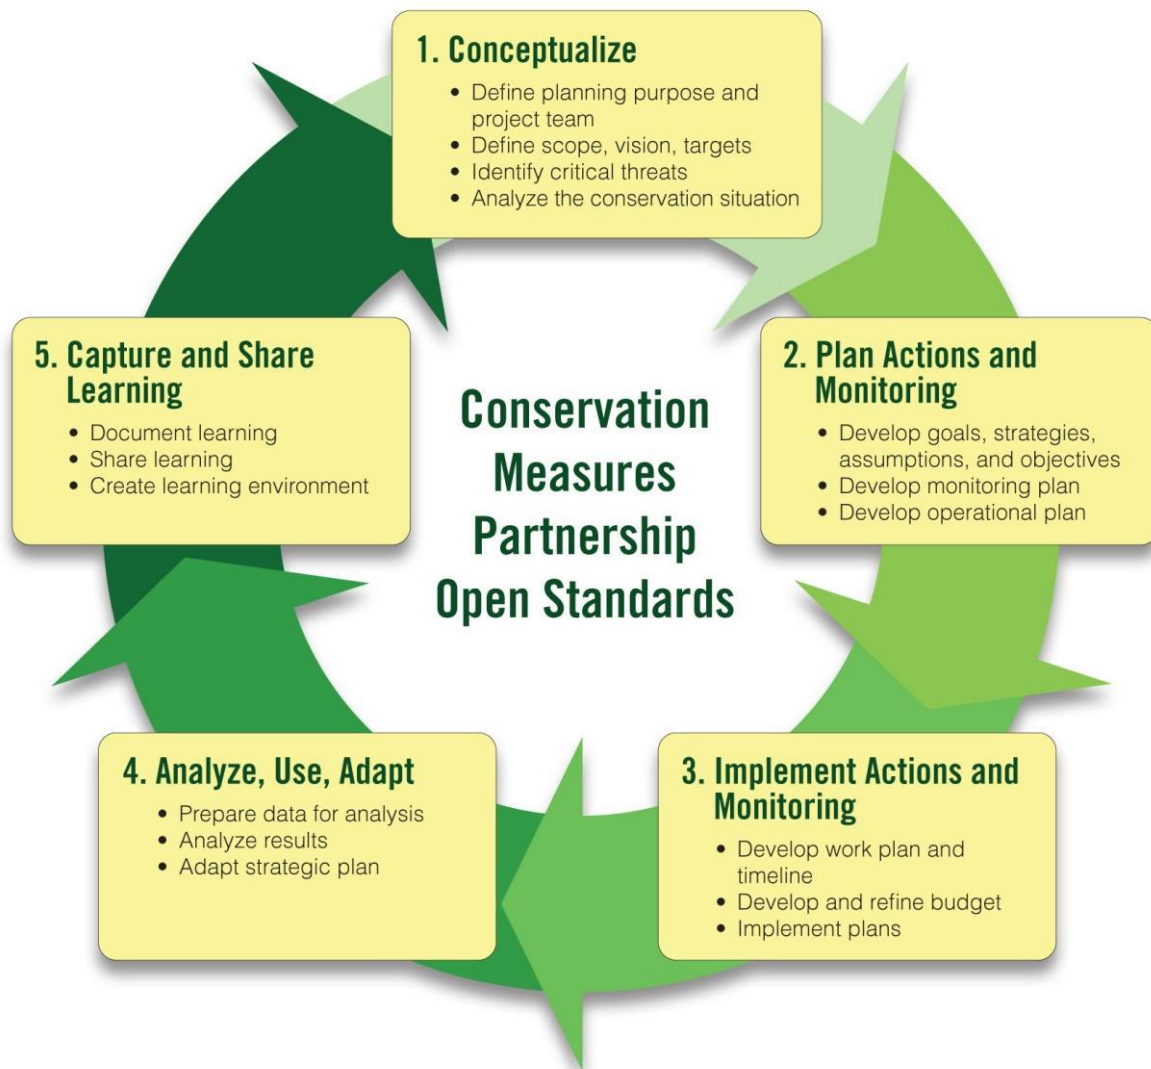 1. Conceptualize
• Define planning purpose and
project team
• Define scope, vision, targets
• Identify critical threats
• Analyze the conservation situation
2. Plan Actions and
Monitoring
• Develop goals, strategies,
assumptions, and objectives
• Develop monitoring plan
• Develop operational plan
3. Implement Actions and
Monitoring
• Develop work plan and
timeline
• Develop and refine budget
• Implement plans
4. Analyze, Use, Adapt
• Prepare data for analysis
• Analyze results
• Adapt strategic plan
5. Capture and Share
Learning
• Document learning
• Share learning
• Create learning environment
Conservation
Measures
Partnership
Open Standards